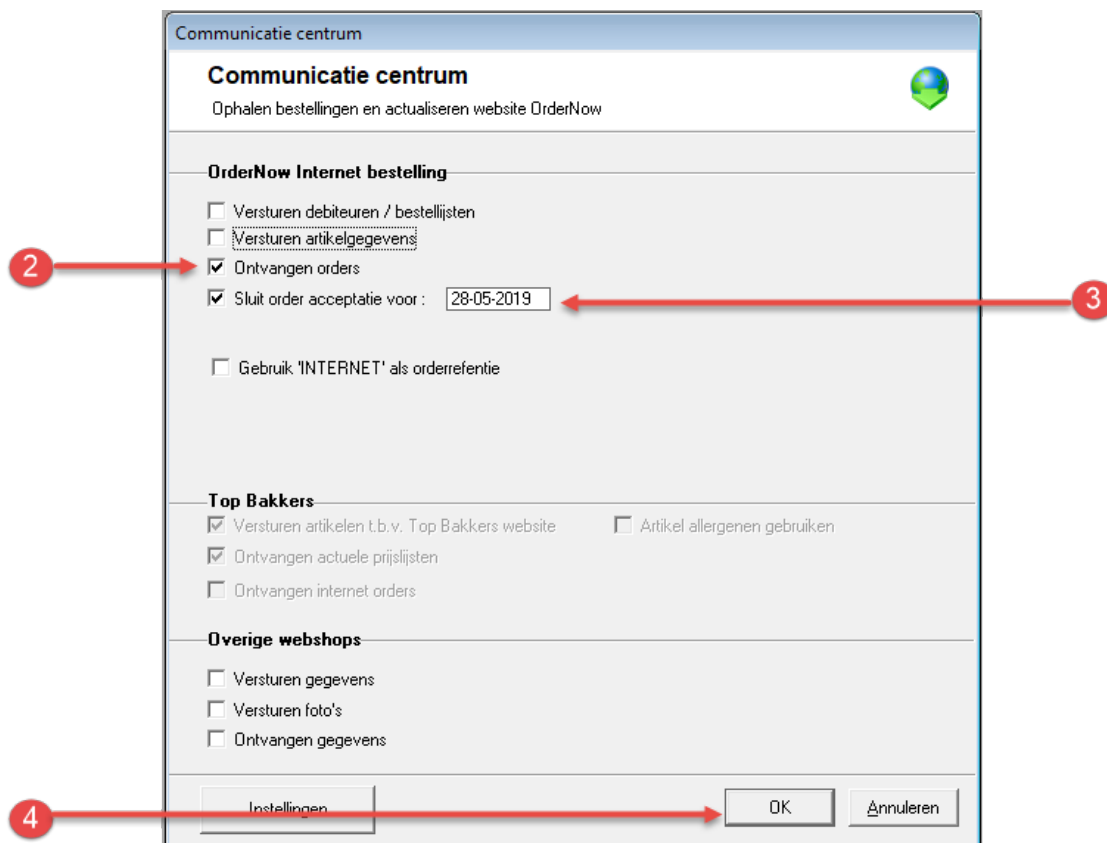 Communicatie centrum
Communicatie centrum
Ophalen bestellingen en actualiseren website OrderNow
OrderNow Internet bestelling
Versturen debiteuren / bestellijsten
Versturen artikelgegevens
2
Ontvangen orders
Sluit order acceptatie voor : 28-05-2019
3
Gebruik 'INTERNET' als orderrefentie
Top Bakkers
Versturen artikelen t.b.v. Top Bakkers website Artikel allergenen gebruiken
Ontvangen actuele prijslijsten
Ontvangen internet orders
Overige webshops
Versturen gegevens
Versturen foto's
Ontvangen gegevens
4
Instellingen OK Annuleren